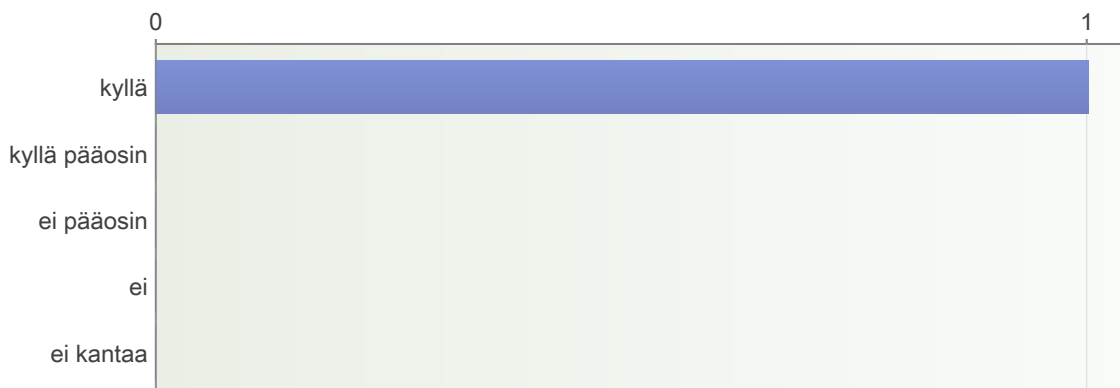 0 1
kyllä
kyllä pääosin
ei pääosin
ei
ei kantaa